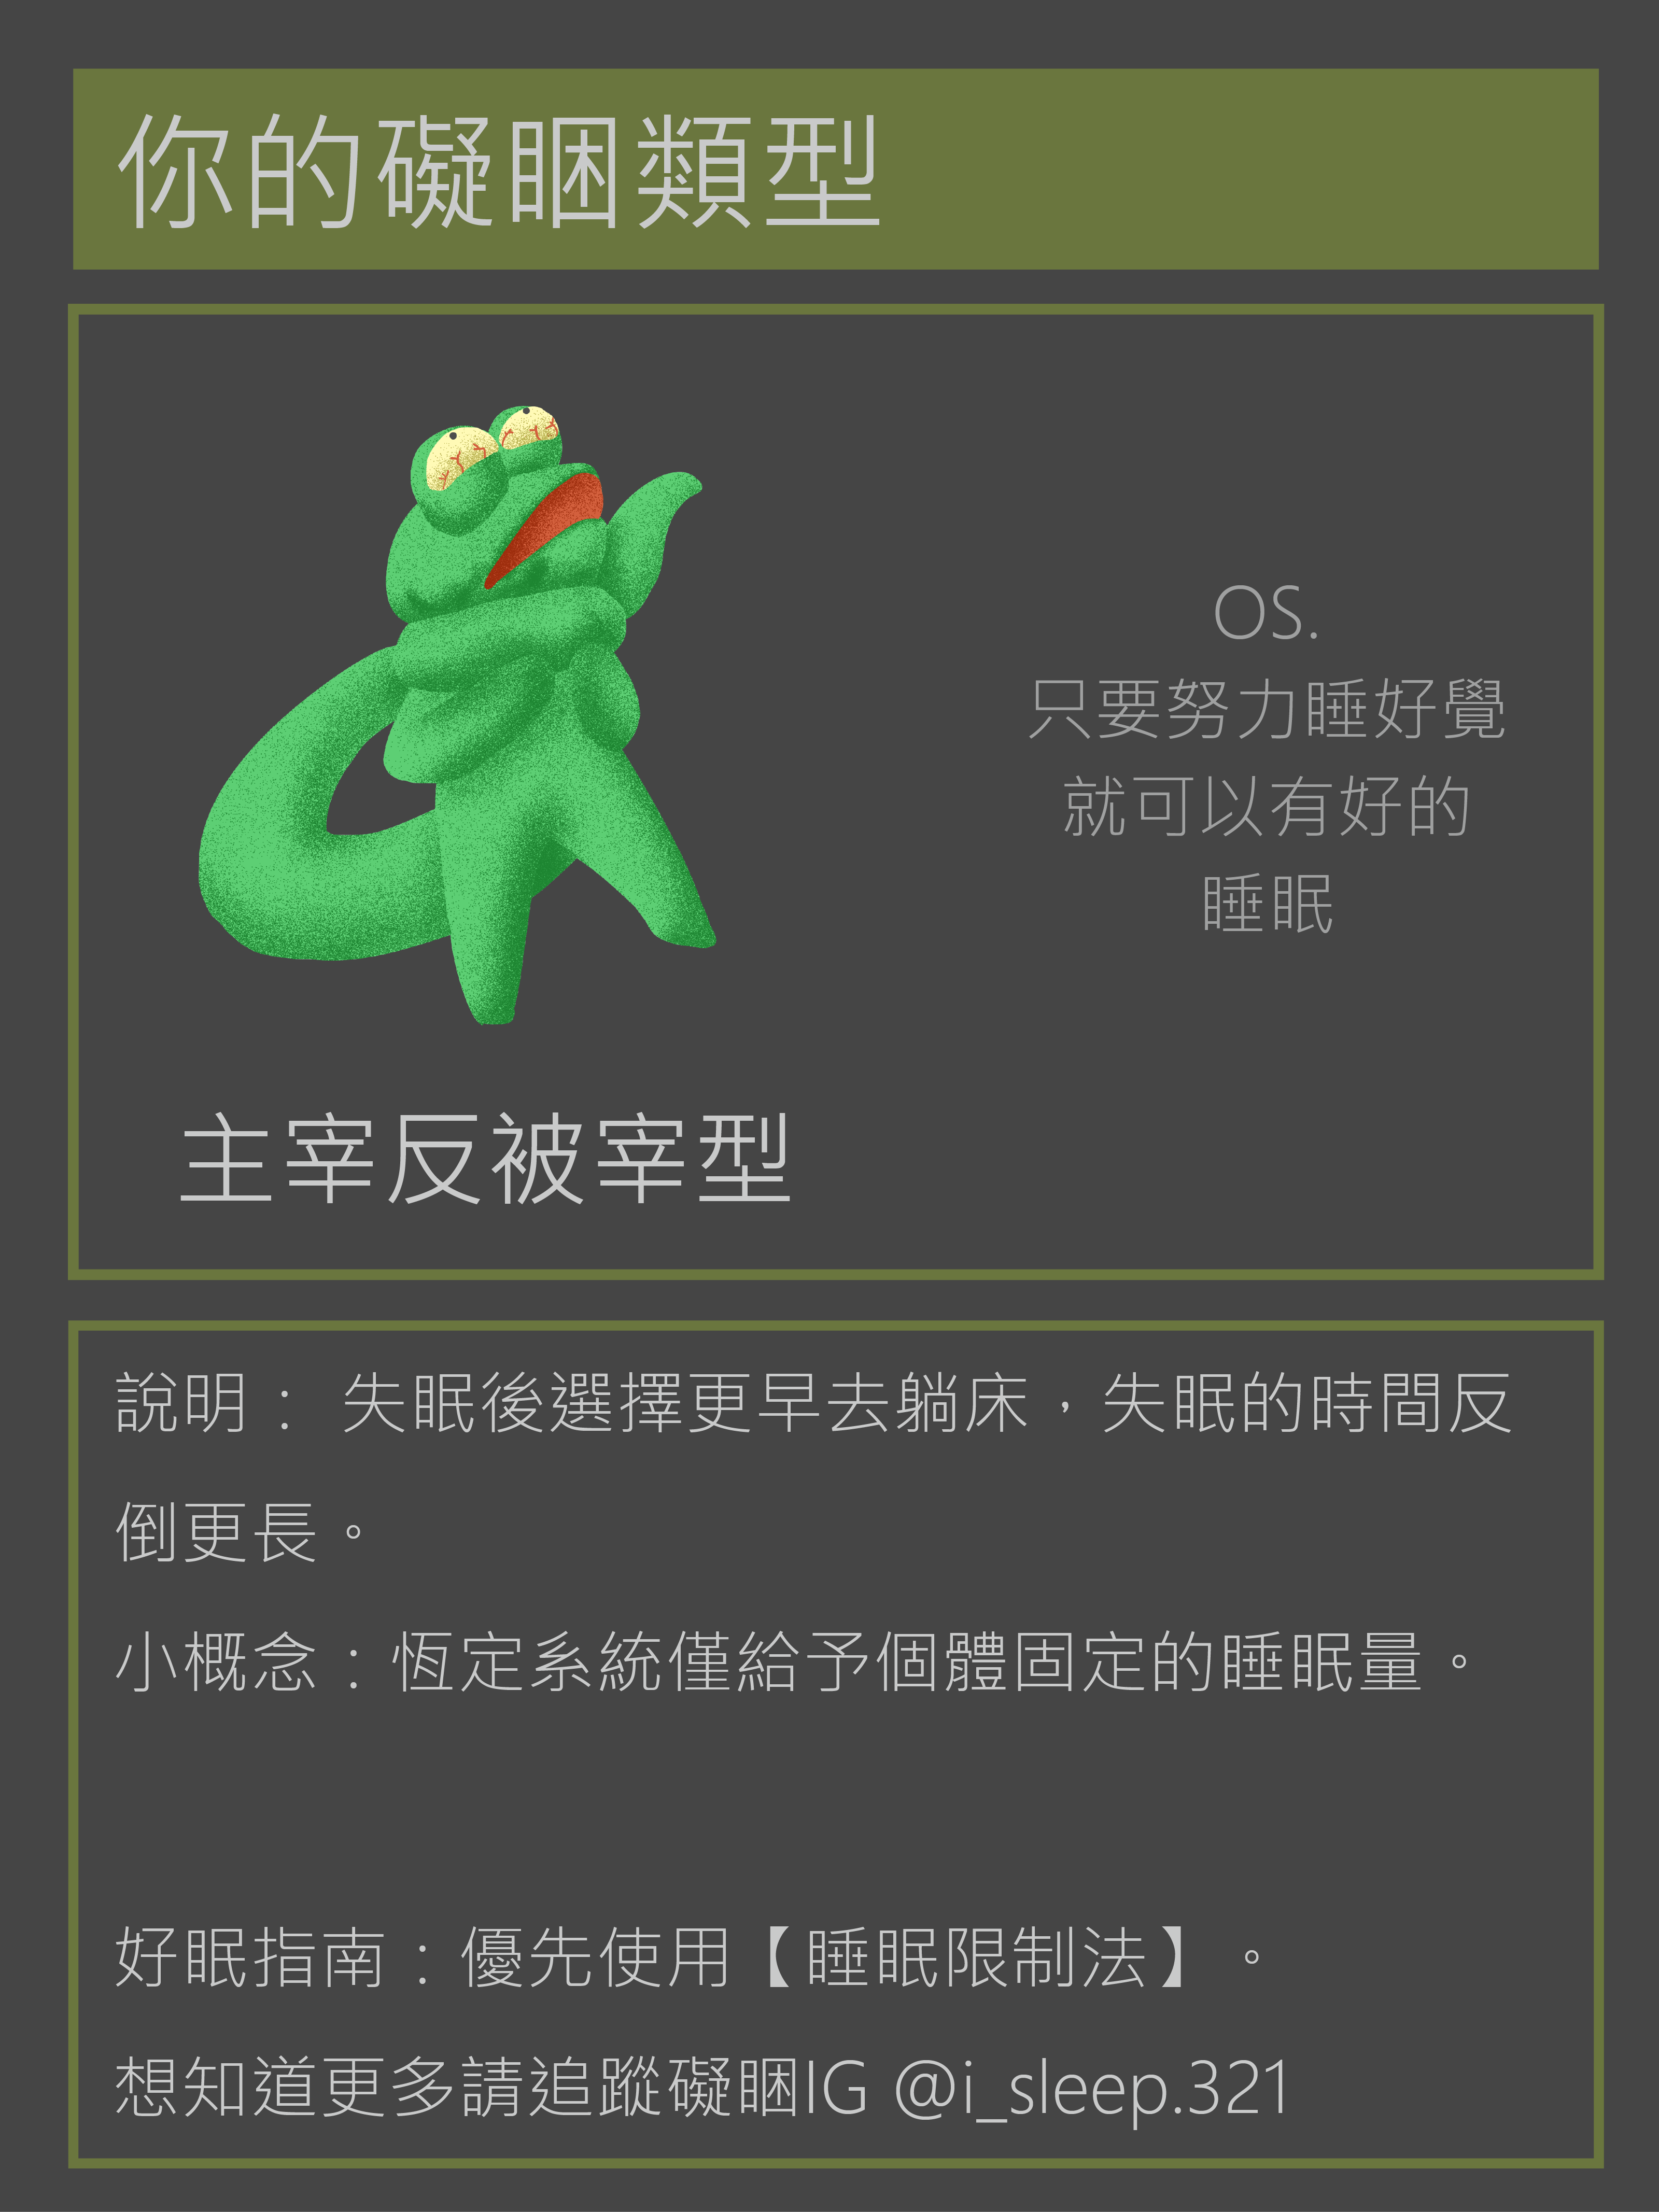 你的礙睏類型
OS.
只要努力睡好覺
就可以有好的
睡眠
主宰反被宰型
說明： 失眠後選擇更早去躺床，失眠的時間反
倒更長。
小概念：恆定系統僅給予個體固定的睡眠量。
好眠指南：優先使用【睡眠限制法】。
想知道更多請追蹤礙睏IG @i_sleep.321